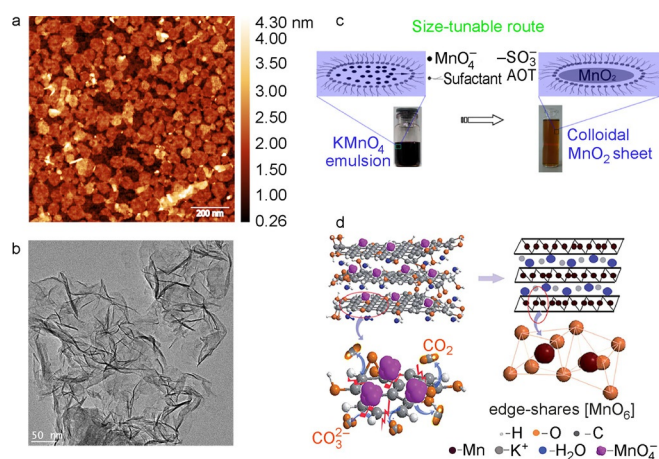 a
4.30 nm
4.00
3.50
3.00
2.50
2.00
1.50
1.00
0.26
200 nm
b
50 nm
c
Size-tunable route
MnO₄⁻
–SO₃⁻
Sufactant AOT
MnO₂
KMnO₄
emulsion
Colloidal
MnO₂ sheet
d
CO₂
CO₃²⁻
edge-shares [MnO₆]
–H –O –C
–Mn –K⁺ –H₂O –MnO₄⁻